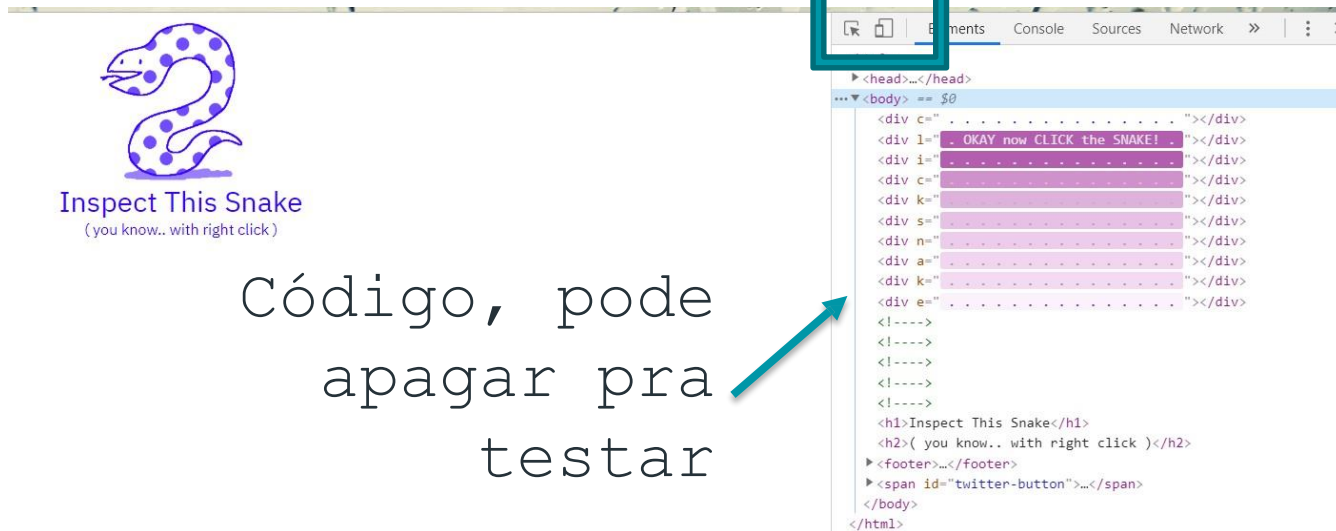 Inspect This Snake
( you know.. with right click )
Código, pode
apagar pra
testar
Elements Console Sources Network »
<head>…</head>
<body> == $0
<div c=" . . . . . . . . . . . . . . . "></div>
<div l=" . OKAY now CLICK the SNAKE! . "></div>
<div i=" . . . . . . . . . . . . . . . "></div>
<div c=" . . . . . . . . . . . . . . . "></div>
<div k=" . . . . . . . . . . . . . . . "></div>
<div s=" . . . . . . . . . . . . . . . "></div>
<div n=" . . . . . . . . . . . . . . . "></div>
<div a=" . . . . . . . . . . . . . . . "></div>
<div k=" . . . . . . . . . . . . . . . "></div>
<div e=" . . . . . . . . . . . . . . . "></div>
<!---->
<!---->
<!---->
<!---->
<!---->
<h1>Inspect This Snake</h1>
<h2>( you know.. with right click )</h2>
<footer>…</footer>
<span id="twitter-button">…</span>
</body>
</html>